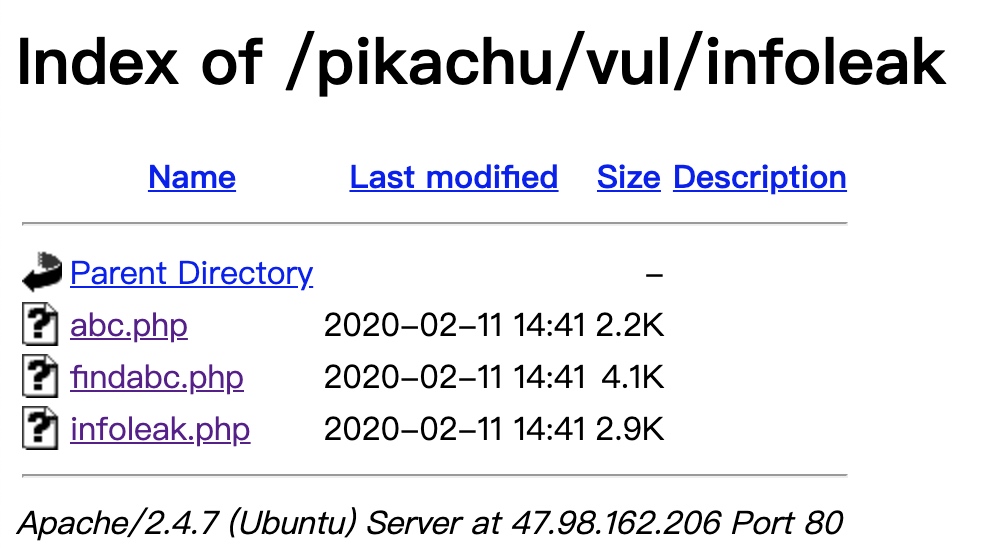 Index of /pikachu/vul/infoleak
Name Last modified Size Description
Parent Directory –
abc.php 2020–02–11 14:41 2.2K
findabc.php 2020–02–11 14:41 4.1K
infoleak.php 2020–02–11 14:41 2.9K
Apache/2.4.7 (Ubuntu) Server at 47.98.162.206 Port 80